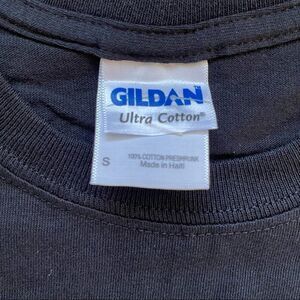 GILDAN
Ultra Cotton®
S
100% COTTON PRESHRUNK
Made in Haiti